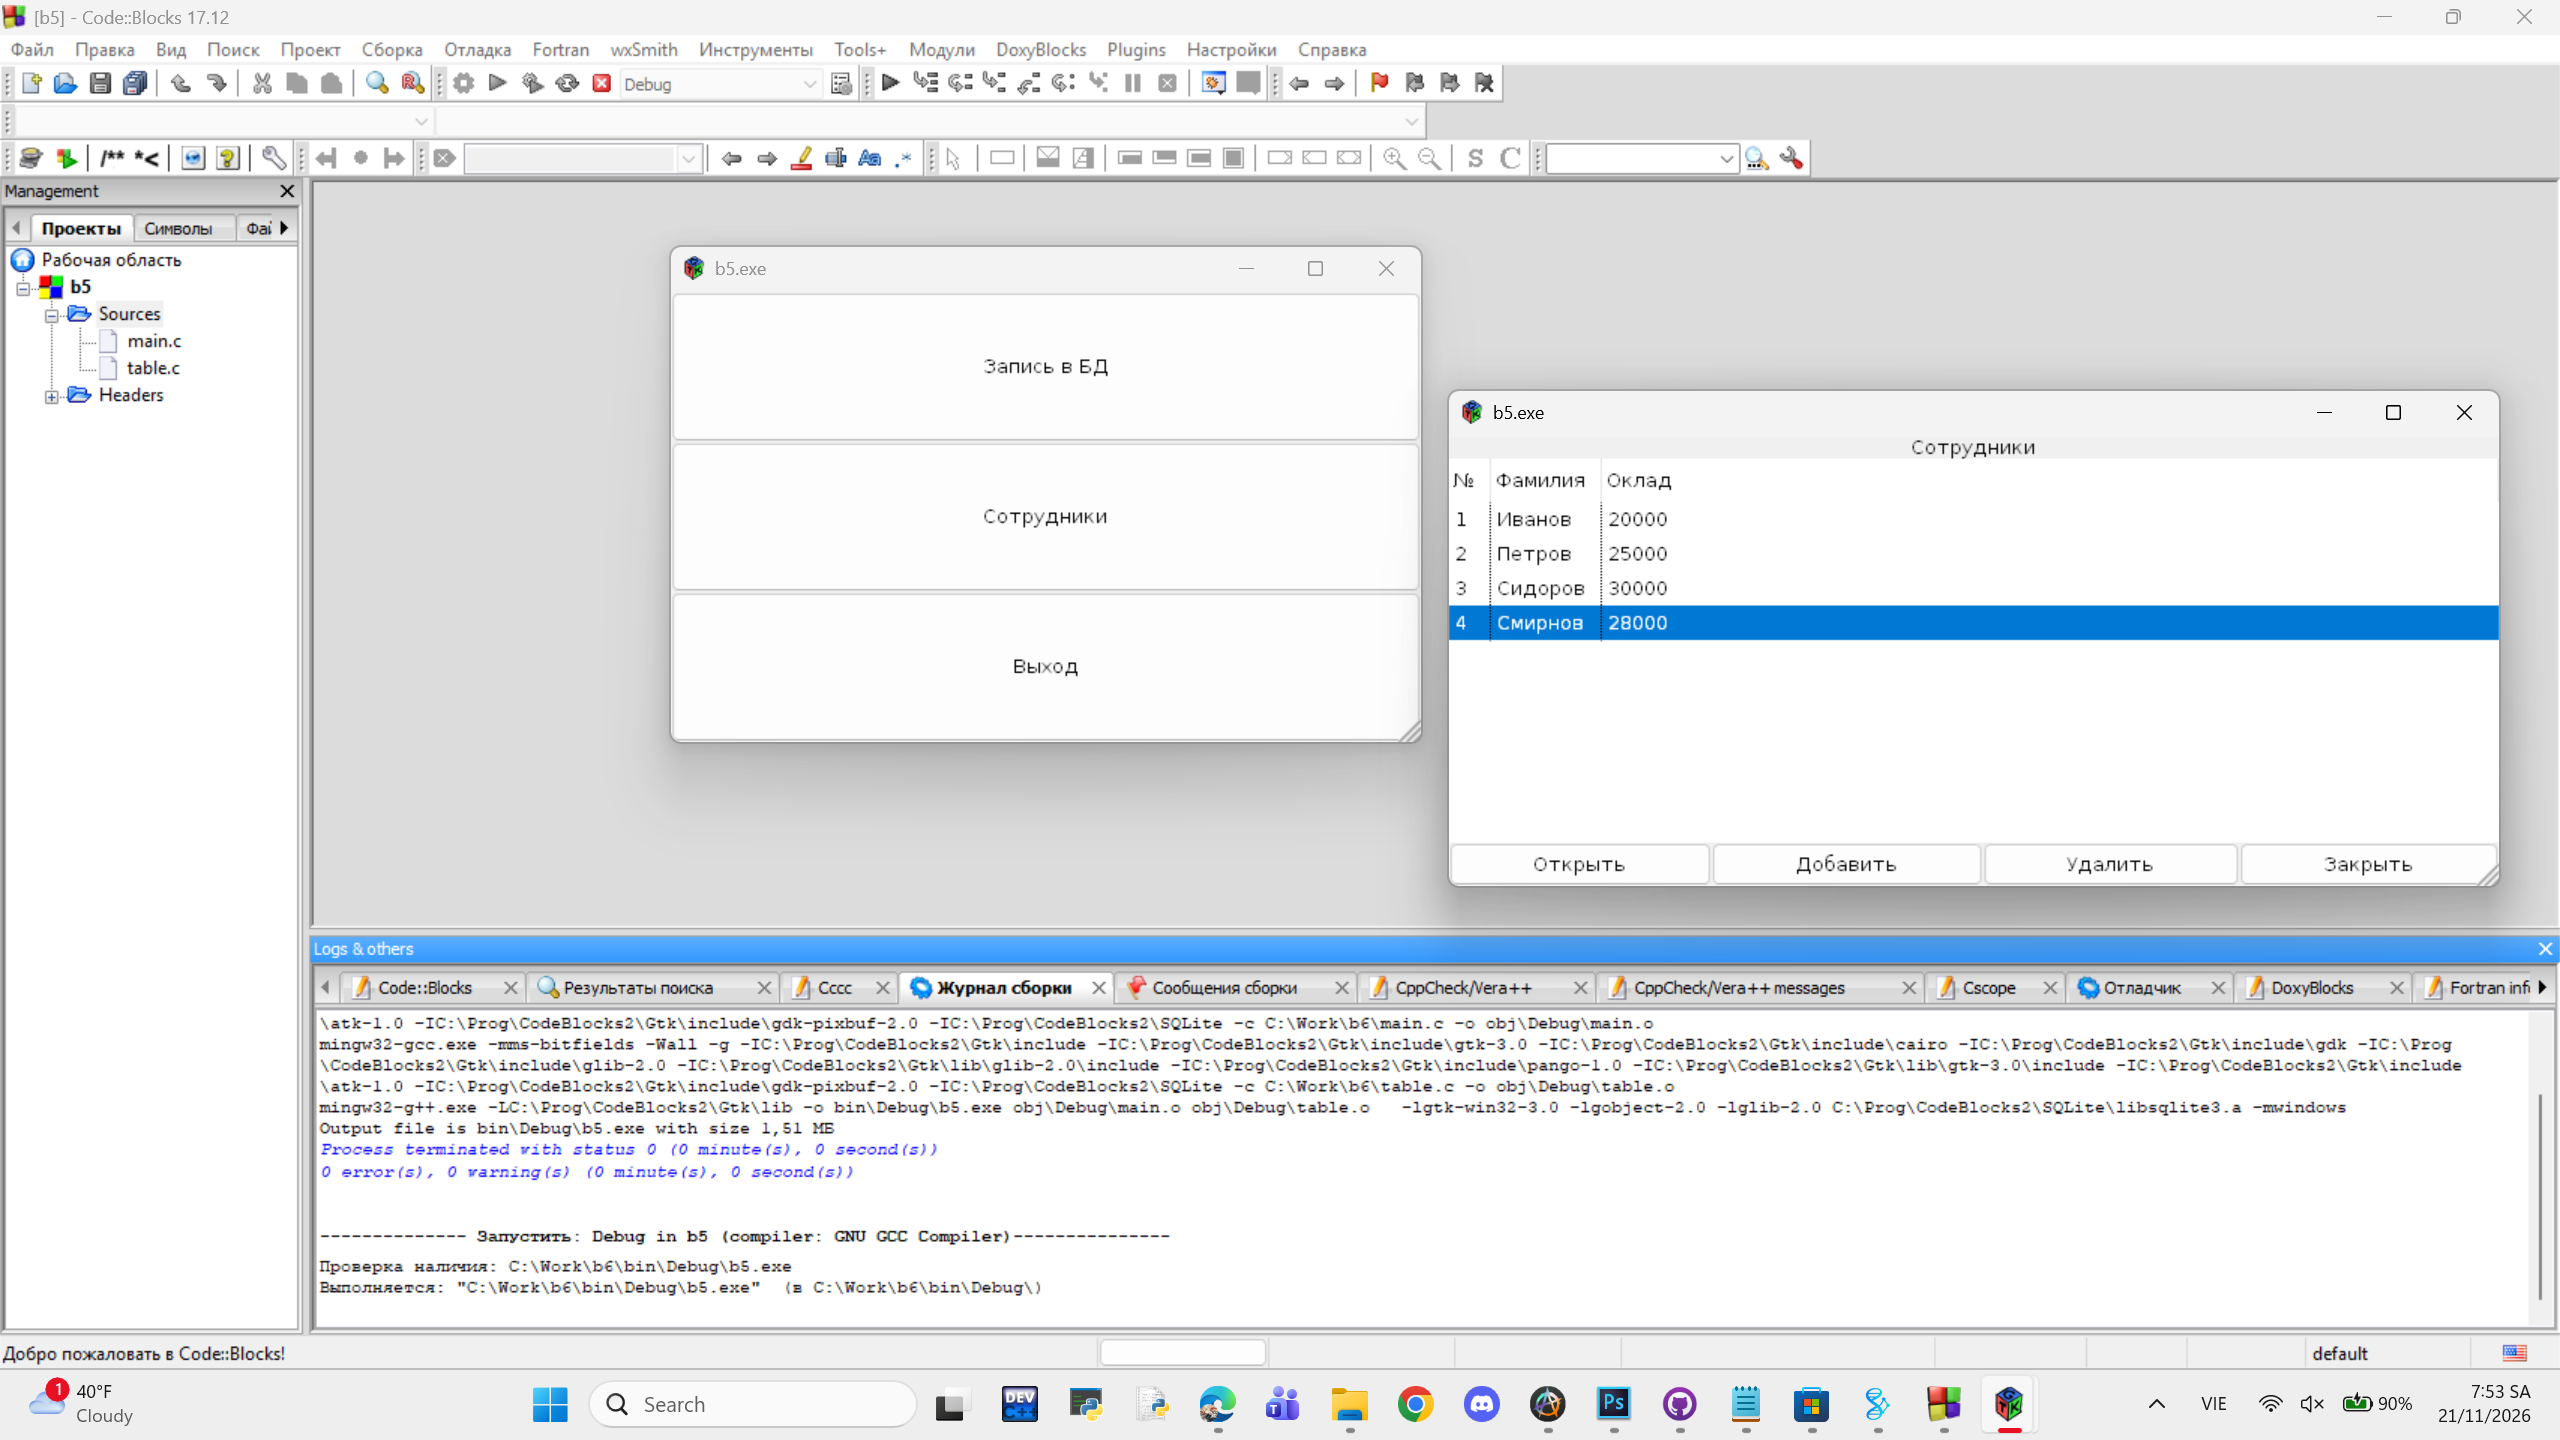 [b5] - Code::Blocks 17.12
Файл Правка Вид Поиск Проект Сборка Отладка Fortran wxSmith Инструменты Tools+ Модули DoxyBlocks Plugins Настройки Справка
Debug
/** *<
Aa .*
S C
Management
Проекты Символы Фай
Рабочая область
b5
Sources
main.c
table.c
Headers
b5.exe
Запись в БД
Сотрудники
Выход
b5.exe
Сотрудники
№ Фамилия Оклад
1 Иванов 20000
2 Петров 25000
3 Сидоров 30000
4 Смирнов 28000
Открыть Добавить Удалить Закрыть
Logs & others
Code::Blocks Результаты поиска Cccc Журнал сборки Сообщения сборки CppCheck/Vera++ CppCheck/Vera++ messages Cscope Отладчик DoxyBlocks Fortran info
\atk-1.0 -IC:\Prog\CodeBlocks2\Gtk\include\gdk-pixbuf-2.0 -IC:\Prog\CodeBlocks2\SQLite -c C:\Work\b6\main.c -o obj\Debug\main.o
mingw32-gcc.exe -mms-bitfields -Wall -g -IC:\Prog\CodeBlocks2\Gtk\include -IC:\Prog\CodeBlocks2\Gtk\include\gtk-3.0 -IC:\Prog\CodeBlocks2\Gtk\include\cairo -IC:\Prog\CodeBlocks2\Gtk\include\gdk -IC:\Prog
\CodeBlocks2\Gtk\include\glib-2.0 -IC:\Prog\CodeBlocks2\Gtk\lib\glib-2.0\include -IC:\Prog\CodeBlocks2\Gtk\include\pango-1.0 -IC:\Prog\CodeBlocks2\Gtk\lib\gtk-3.0\include -IC:\Prog\CodeBlocks2\Gtk\include
\atk-1.0 -IC:\Prog\CodeBlocks2\Gtk\include\gdk-pixbuf-2.0 -IC:\Prog\CodeBlocks2\SQLite -c C:\Work\b6\table.c -o obj\Debug\table.o
mingw32-g++.exe -LC:\Prog\CodeBlocks2\Gtk\lib -o bin\Debug\b5.exe obj\Debug\main.o obj\Debug\table.o -lgtk-win32-3.0 -lgobject-2.0 -lglib-2.0 C:\Prog\CodeBlocks2\SQLite\libsqlite3.a -mwindows
Output file is bin\Debug\b5.exe with size 1,51 MB
Process terminated with status 0 (0 minute(s), 0 second(s))
0 error(s), 0 warning(s) (0 minute(s), 0 second(s))
-------------- Запустить: Debug in b5 (compiler: GNU GCC Compiler)---------------
Проверка наличия: C:\Work\b6\bin\Debug\b5.exe
Выполняется: "C:\Work\b6\bin\Debug\b5.exe" (в C:\Work\b6\bin\Debug\)
Добро пожаловать в Code::Blocks!
default
1
40°F
Cloudy
Search
DEV C++
Ps
VIE
90%
7:53 SA
21/11/2026